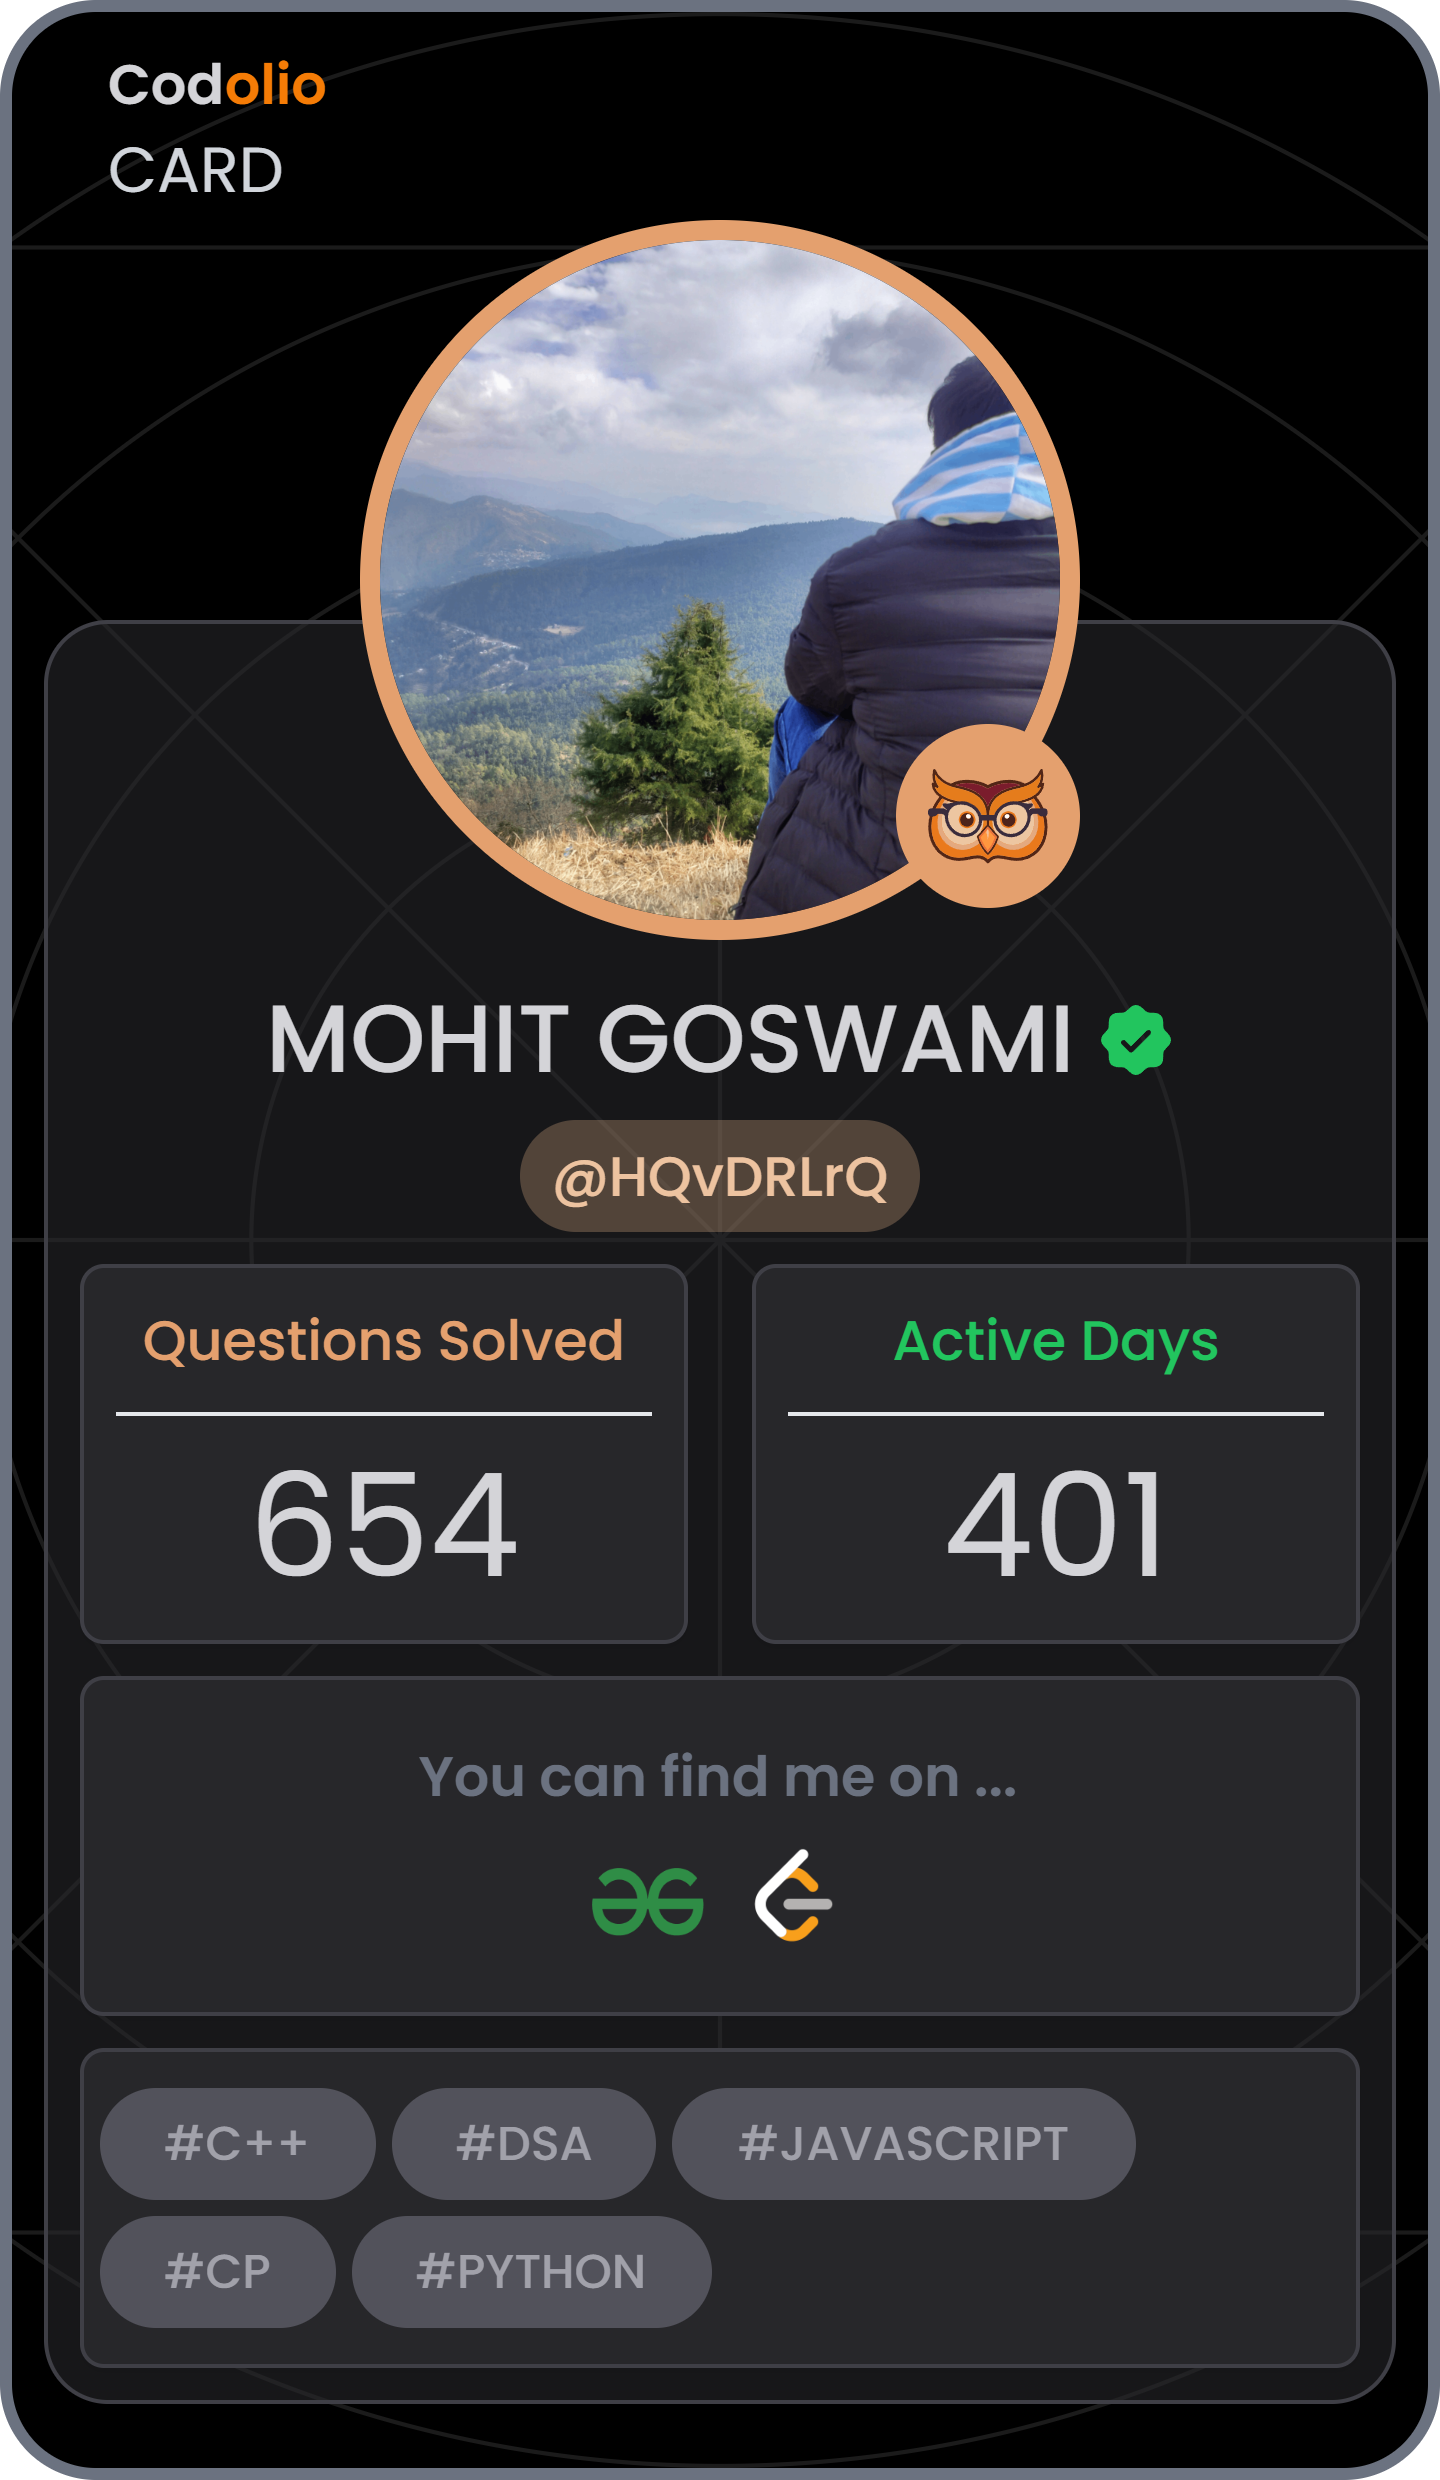 Codolio
CARD
MOHIT GOSWAMI
@HQvDRLrQ
Questions Solved
Active Days
654
401
You can find me on ...
#C++ #DSA #JAVASCRIPT
#CP #PYTHON